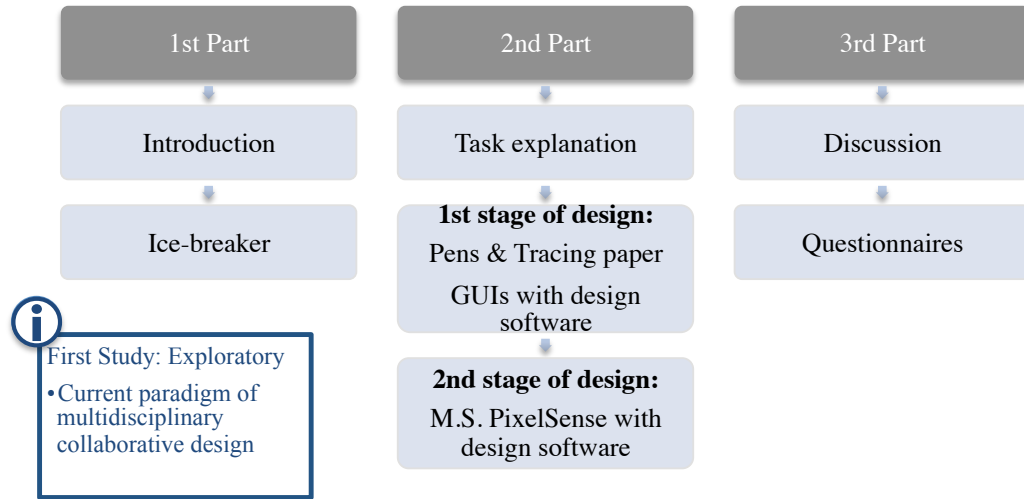 1st Part
Introduction
Ice-breaker
2nd Part
Task explanation
1st stage of design:
Pens & Tracing paper
GUIs with design
software
2nd stage of design:
M.S. PixelSense with
design software
3rd Part
Discussion
Questionnaires
First Study: Exploratory
•Current paradigm of
multidisciplinary
collaborative design